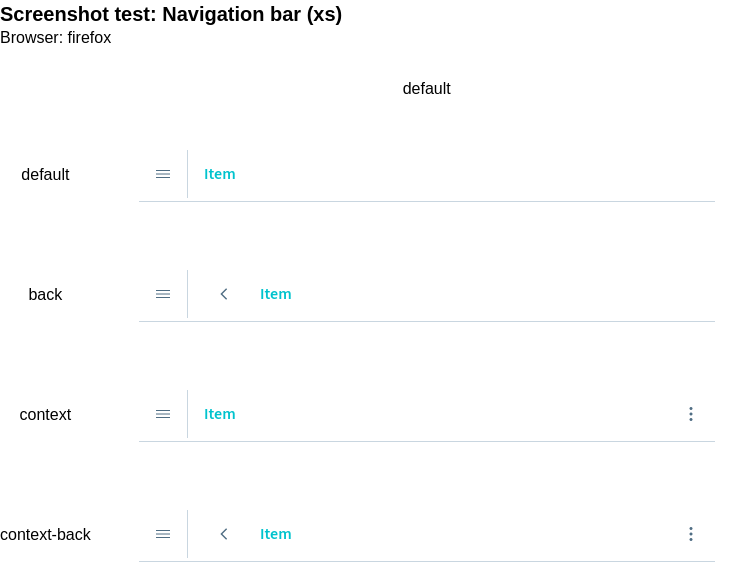 Screenshot test: Navigation bar (xs)
Browser: firefox
default
default Item
back Item
context Item
context-back Item